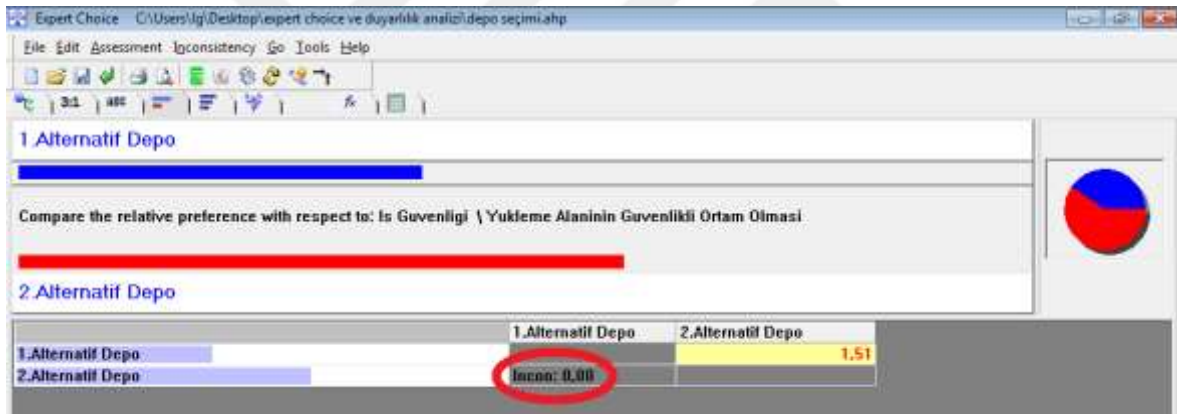 Expert Choice C:\Users\lg\Desktop\expert choice ve duyarlılık analizi\depo seçimi.ahp
File Edit Assessment Inconsistency Go Tools Help
3:1 ABC
1.Alternatif Depo
Compare the relative preference with respect to: Is Guvenligi \ Yukleme Alaninin Guvenlikli Ortam Olmasi
2.Alternatif Depo
1.Alternatif Depo 2.Alternatif Depo
1.Alternatif Depo 1,51
2.Alternatif Depo Incon: 0,00